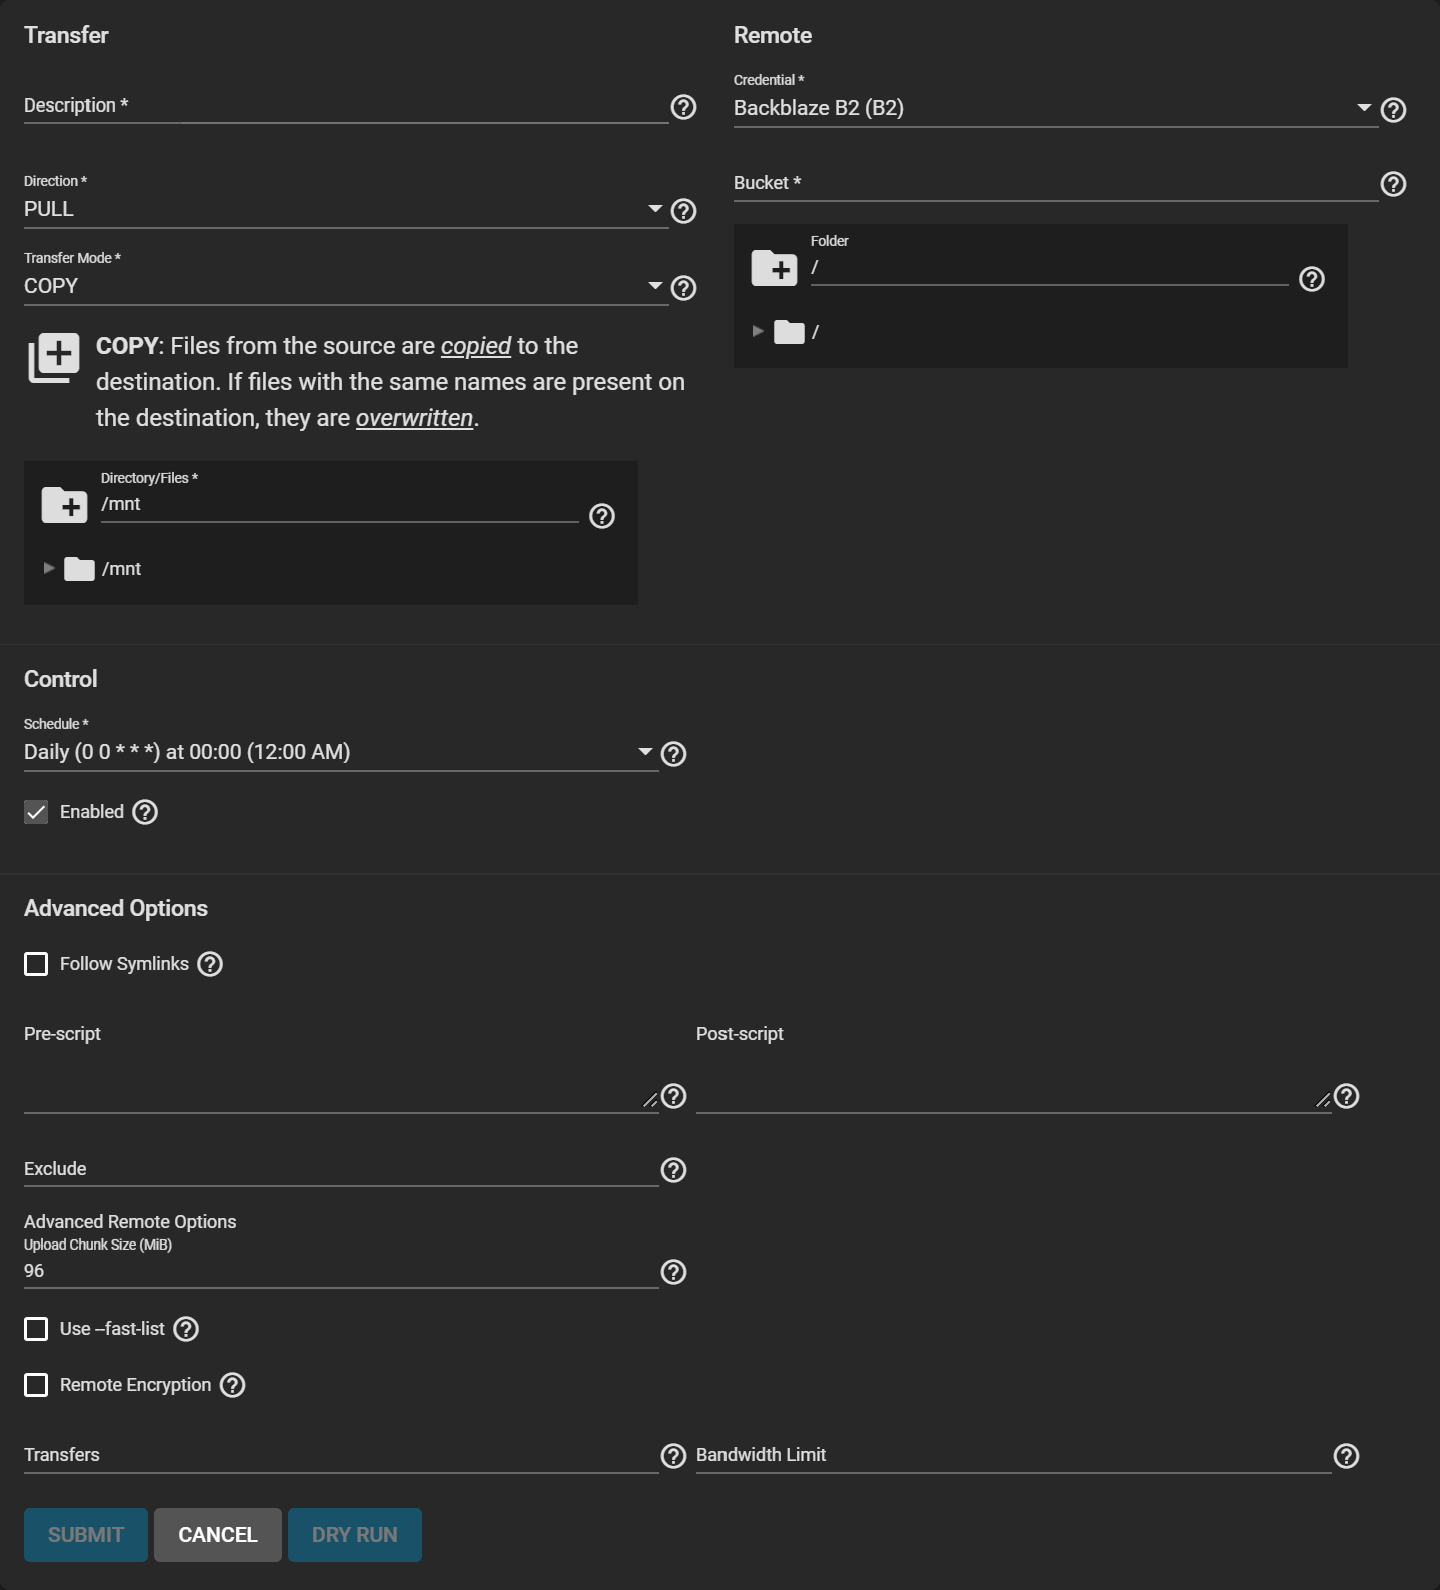 Transfer
Description *
Direction *
PULL
Transfer Mode *
COPY
COPY: Files from the source are copied to the
destination. If files with the same names are present on
the destination, they are overwritten.
Directory/Files *
/mnt
/mnt
Remote
Credential *
Backblaze B2 (B2)
Bucket *
Folder
/
/
Control
Schedule *
Daily (0 0 * * *) at 00:00 (12:00 AM)
Enabled
Advanced Options
Follow Symlinks
Pre-script
Post-script
Exclude
Advanced Remote Options
Upload Chunk Size (MiB)
96
Use --fast-list
Remote Encryption
Transfers
Bandwidth Limit
SUBMIT
CANCEL
DRY RUN